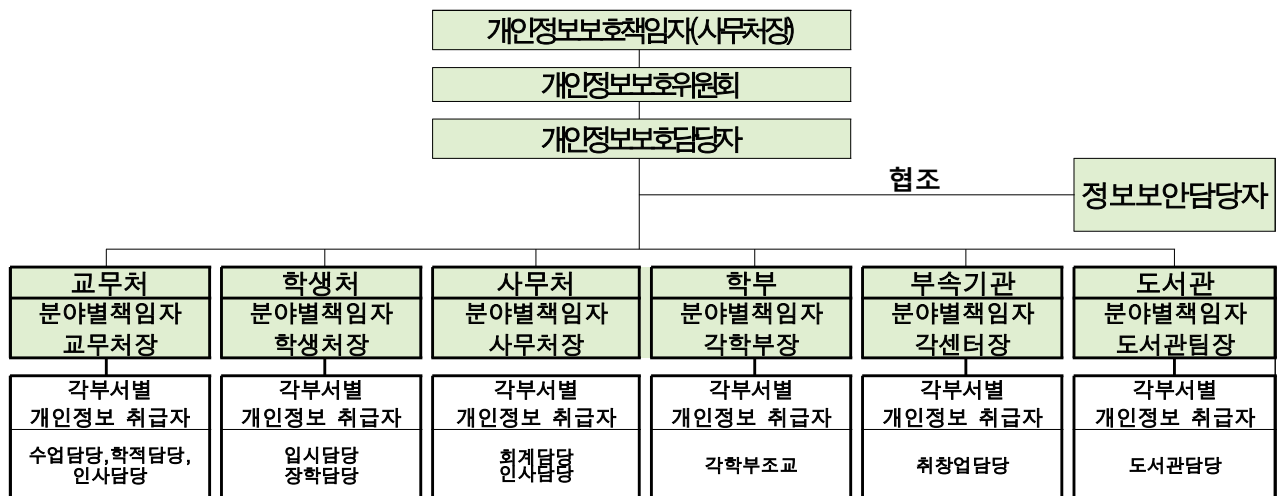 개인정보보호책임자(사무처장)
개인정보보호위원회
개인정보보호담당자
협조
정보보안담당자
교무처
분야별책임자
교무처장
각부서별
개인정보 취급자
수업담당,학적담당,
인사담당
학생처
분야별책임자
학생처장
각부서별
개인정보 취급자
입시담당
장학담당
사무처
분야별책임자
사무처장
각부서별
개인정보 취급자
회계담당
인사담당
학부
분야별책임자
각학부장
각부서별
개인정보 취급자
각학부조교
부속기관
분야별책임자
각센터장
각부서별
개인정보 취급자
취창업담당
도서관
분야별책임자
도서관팀장
각부서별
개인정보 취급자
도서관담당